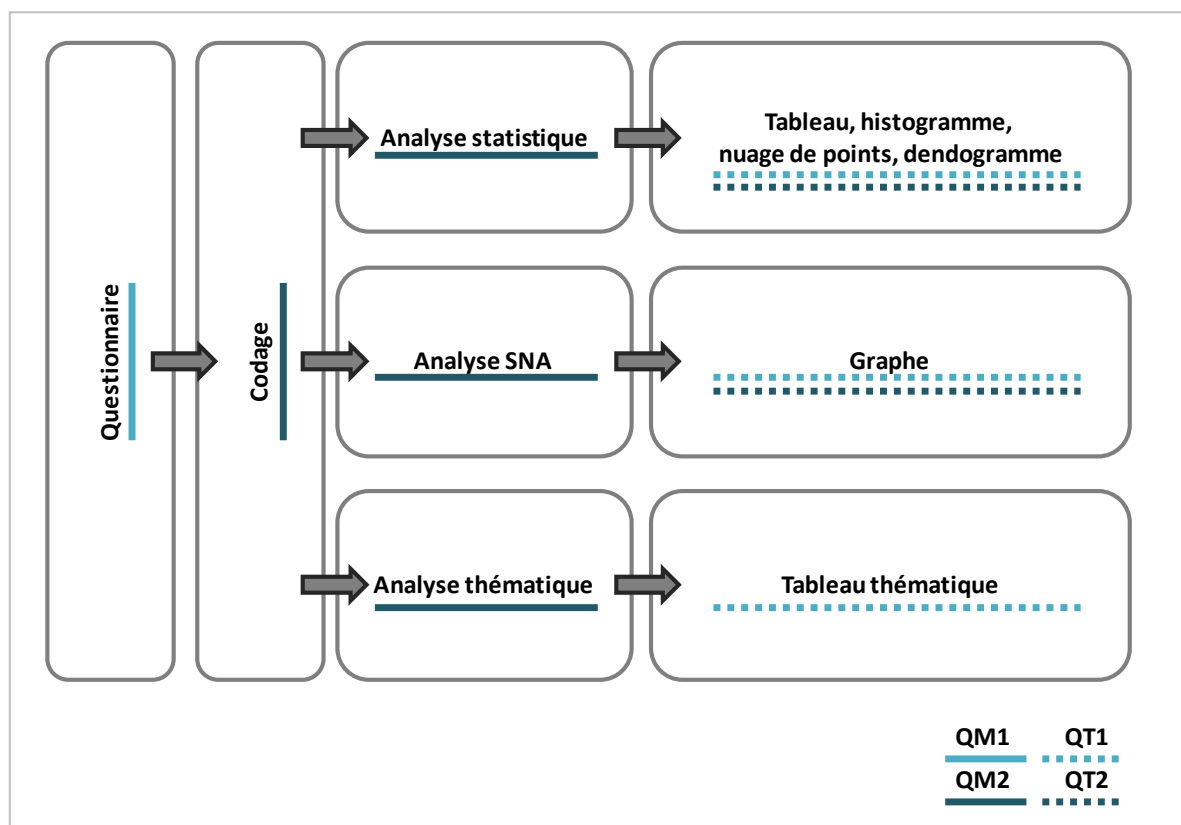 Questionnaire
Codage
Analyse statistique
Tableau, histogramme,
nuage de points, dendogramme
Analyse SNA
Graphe
Analyse thématique
Tableau thématique
QM1
QT1
QM2
QT2